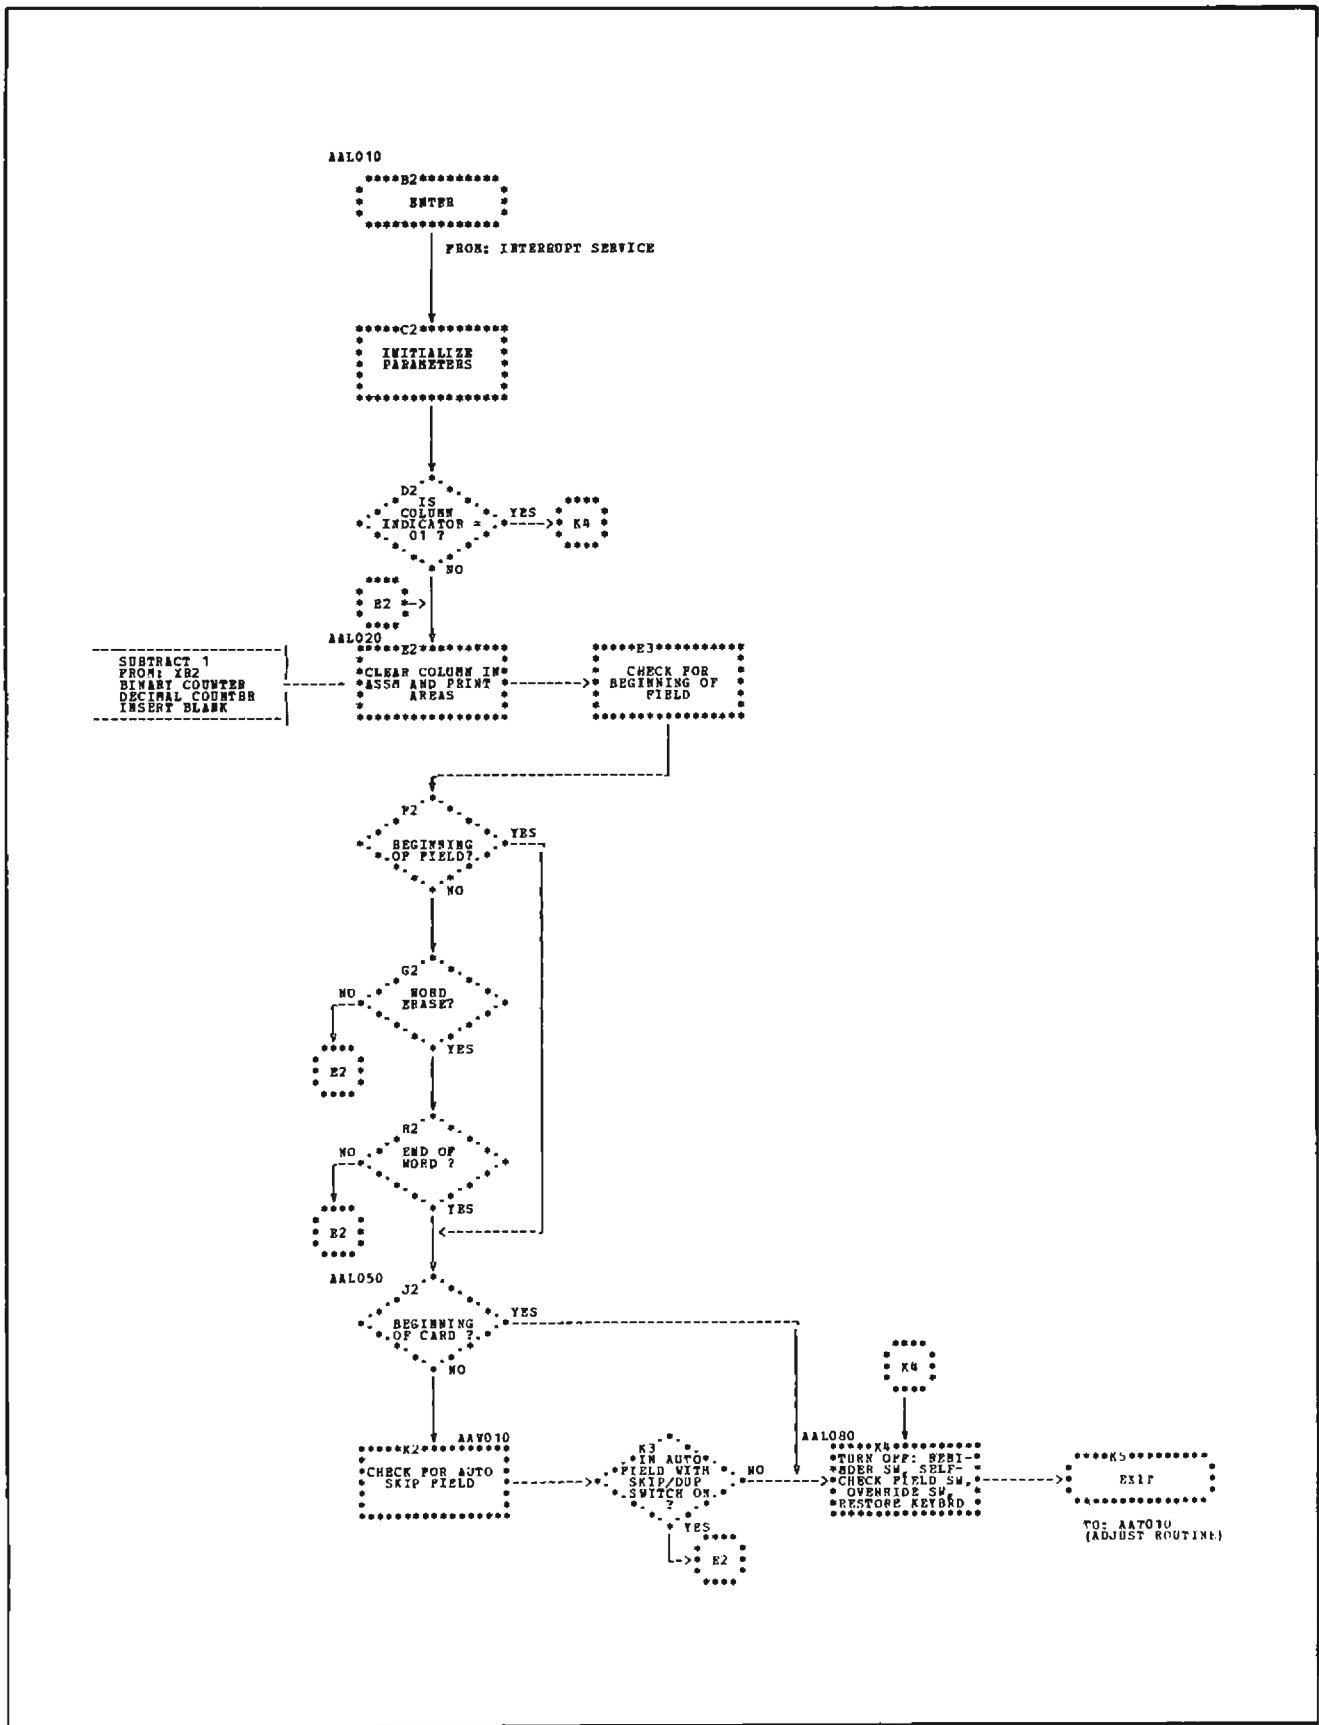 AAL010
B2
ENTER
FROM: INTERRUPT SERVICE
C2
INITIALIZE
PARAMETERS
D2
IS
COLUMN
INDICATOR =
01 ?
YES
K4
NO
E2
AAL020
E2
SUBTRACT 1
FROM: XR2
BINARY COUNTER
DECIMAL COUNTER
INSERT BLANK
CLEAR COLUMN IN
ASSM AND PRINT
AREAS
E3
CHECK FOR
BEGINNING OF
FIELD
F2
BEGINNING
OF FIELD?
YES
NO
G2
WORD
ERASE?
NO
YES
E2
H2
END OF
WORD ?
NO
YES
E2
AAL050
J2
BEGINNING
OF CARD ?
YES
NO
K4
AAV010
K2
CHECK FOR AUTO
SKIP FIELD
K3
IN AUTO
FIELD WITH
SKIP/DUP
SWITCH ON
?
NO
YES
E2
AAL080
K4
TURN OFF: REMI-
NDER SW, SELF-
CHECK FIELD SW,
OVERRIDE SW,
RESTORE KEYBRD
K5
EXIT
TO: AAT010
(ADJUST ROUTINE)